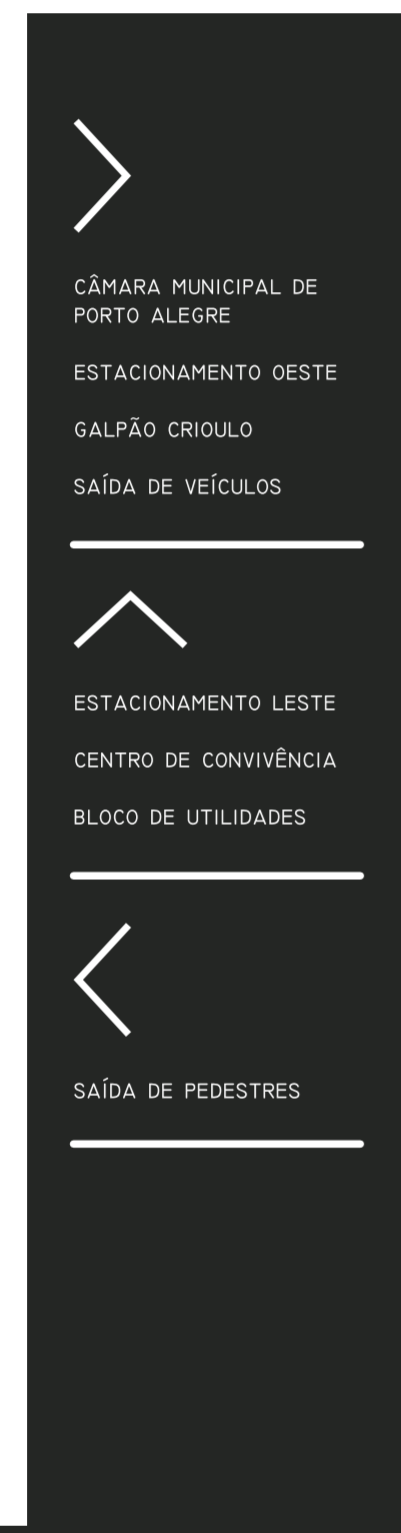 CÂMARA MUNICIPAL DE
PORTO ALEGRE
ESTACIONAMENTO OESTE
GALPÃO CRIOULO
SAÍDA DE VEÍCULOS
ESTACIONAMENTO LESTE
CENTRO DE CONVIVÊNCIA
BLOCO DE UTILIDADES
SAÍDA DE PEDESTRES